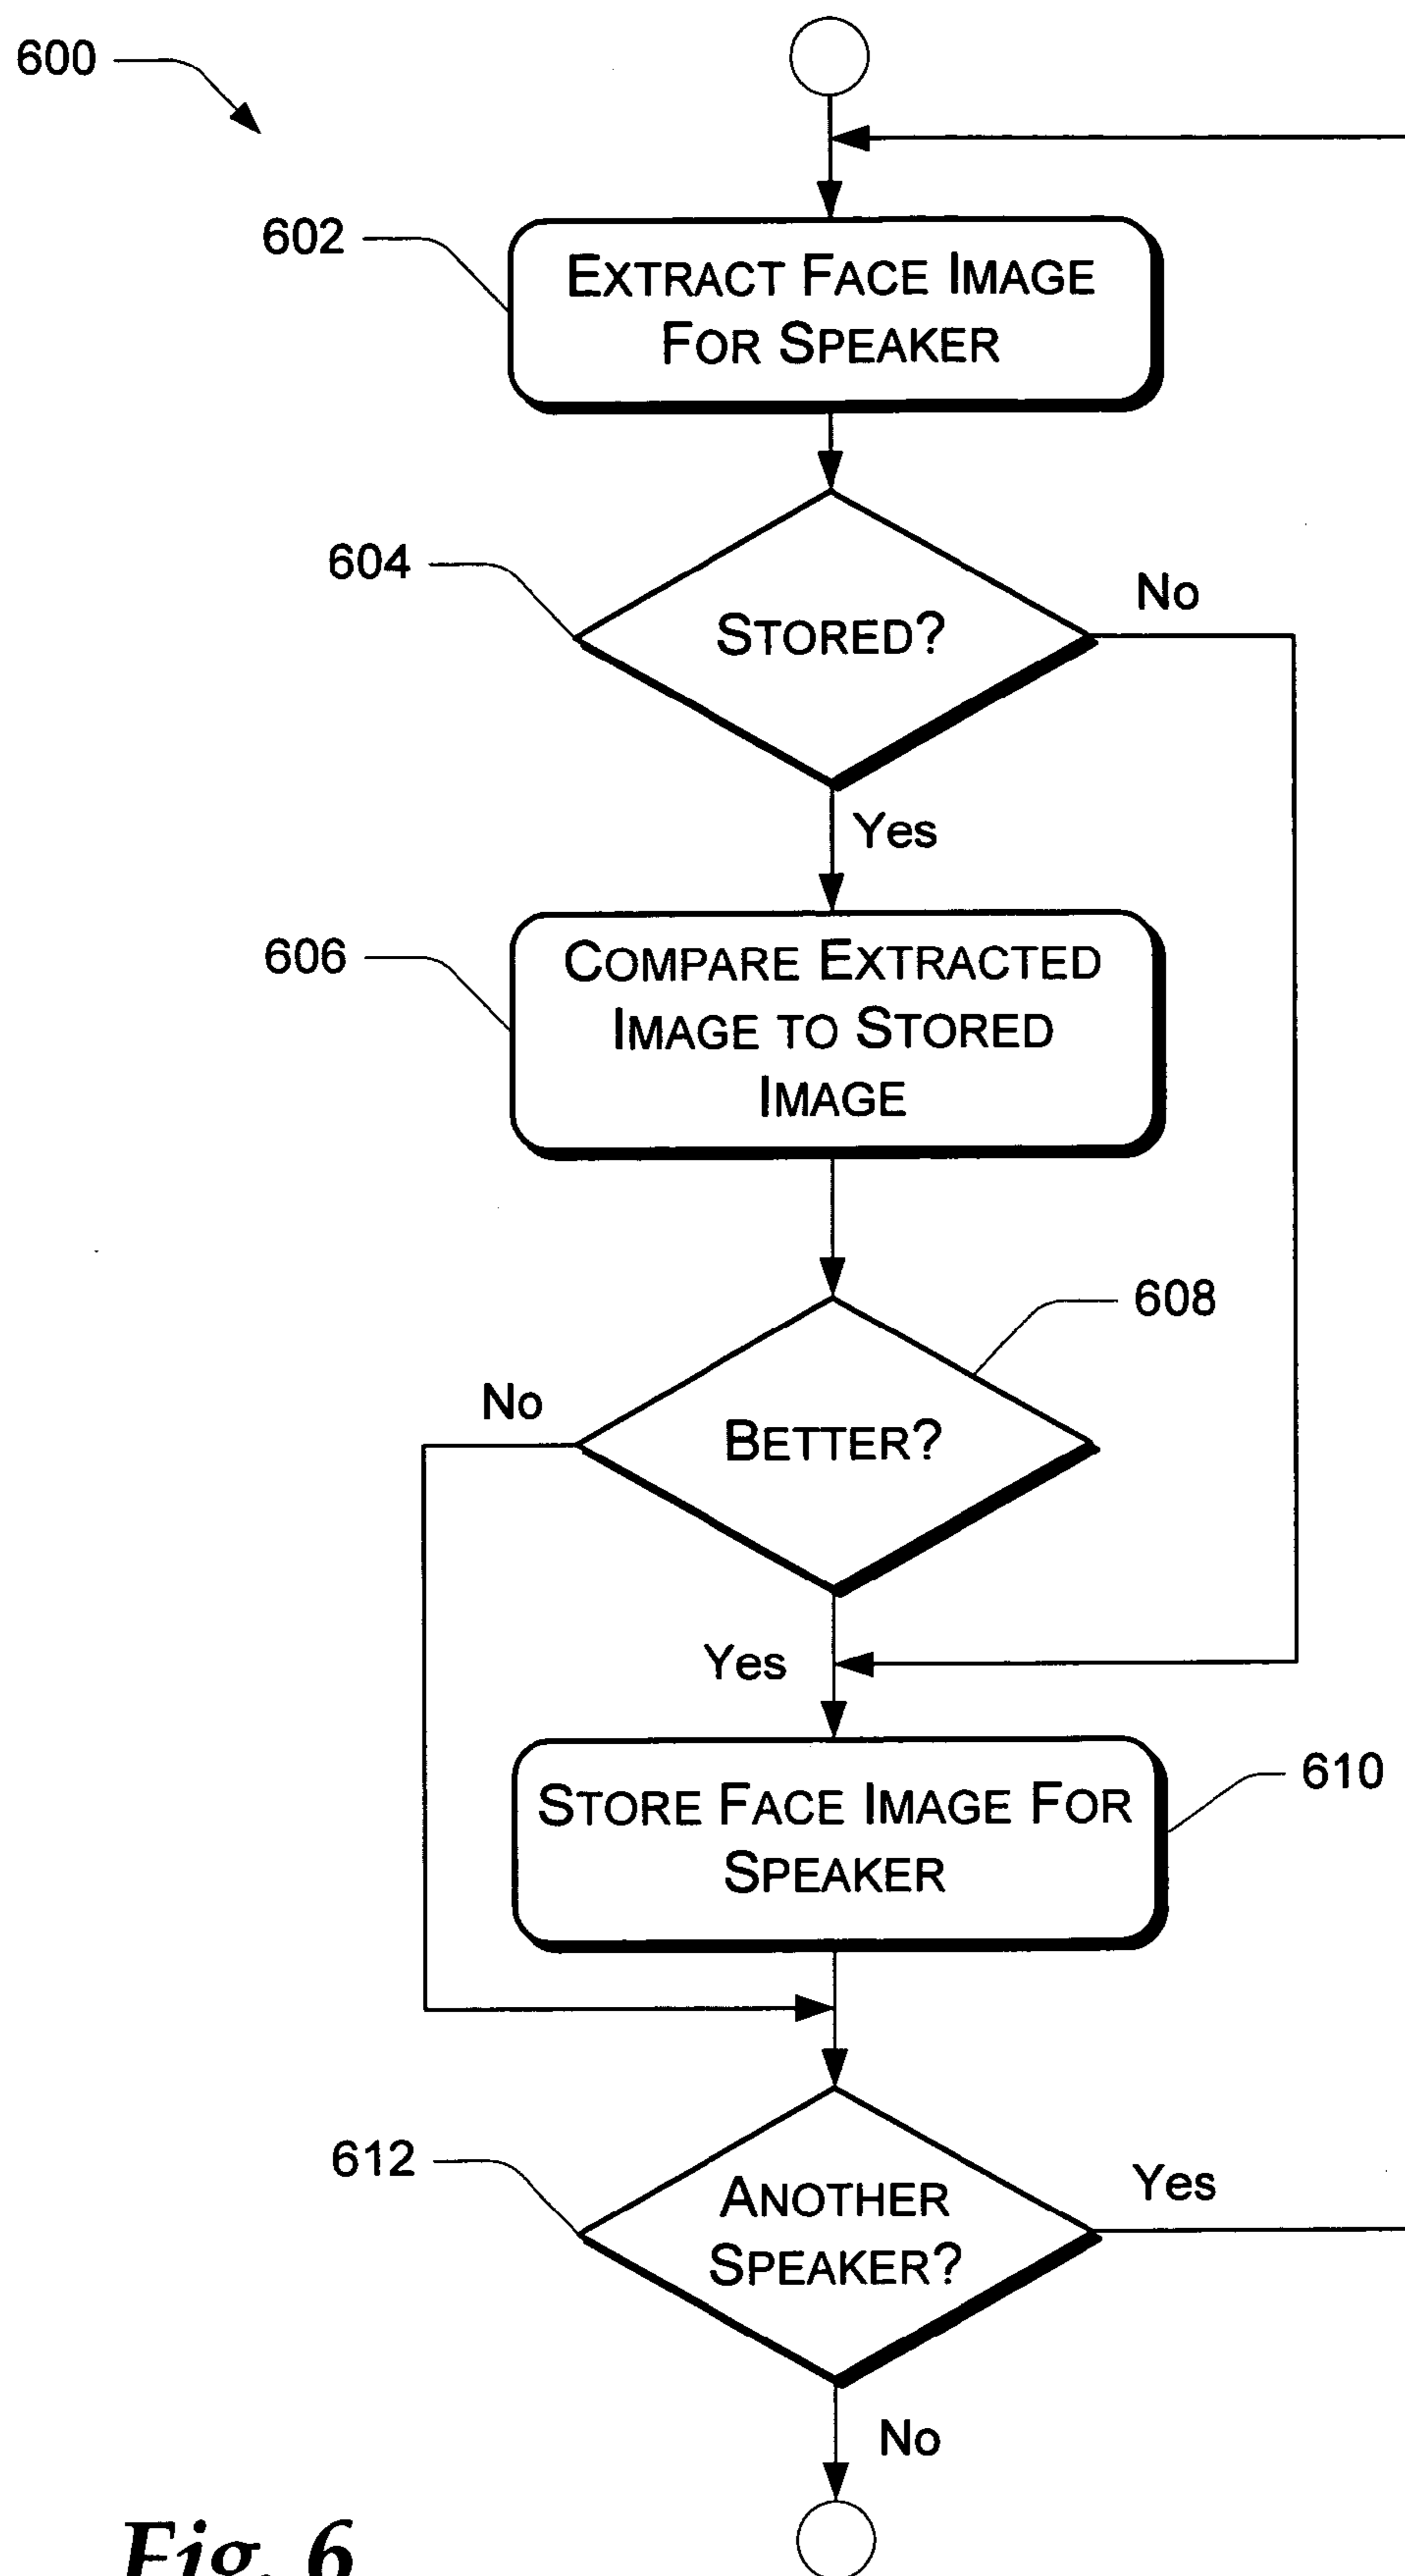 600
602
EXTRACT FACE IMAGE
FOR SPEAKER
604
STORED?
No
Yes
606
COMPARE EXTRACTED
IMAGE TO STORED
IMAGE
608
No
BETTER?
Yes
610
STORE FACE IMAGE FOR
SPEAKER
612
ANOTHER
SPEAKER?
Yes
No
Fig. 6